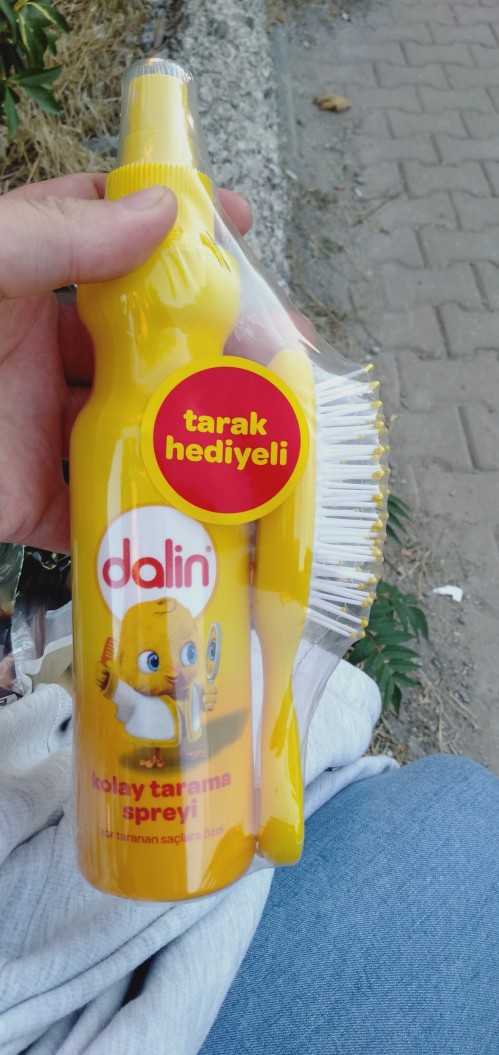 tarak
hediyeli
dalin
kolay tarama
spreyi
zor taranan saçlara özel